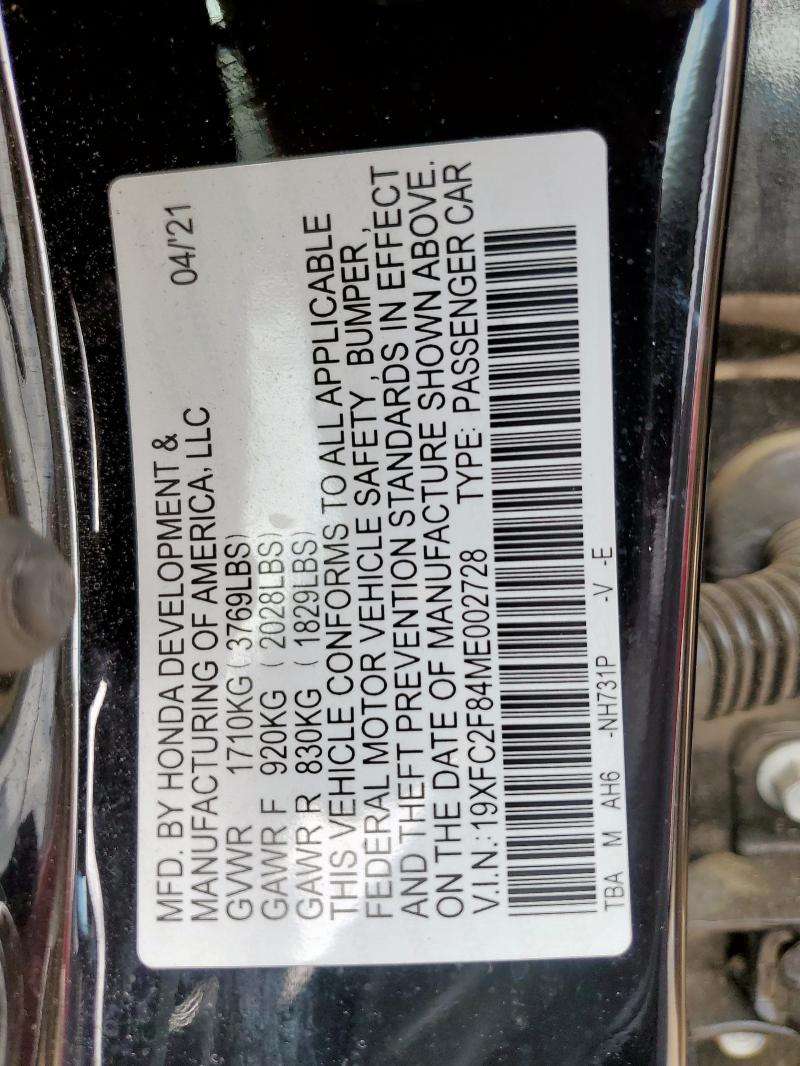 MFD. BY HONDA DEVELOPMENT &
MANUFACTURING OF AMERICA, LLC 04/'21
GVWR 1710KG (3769LBS)
GAWR F 920KG (2028LBS)
GAWR R 830KG (1829LBS)
THIS VEHICLE CONFORMS TO ALL APPLICABLE
FEDERAL MOTOR VEHICLE SAFETY, BUMPER,
AND THEFT PREVENTION STANDARDS IN EFFECT
ON THE DATE OF MANUFACTURE SHOWN ABOVE.
V.I.N.:19XFC2F84ME002728 TYPE: PASSENGER CAR
TBA M AH6 -NH731P -V -E